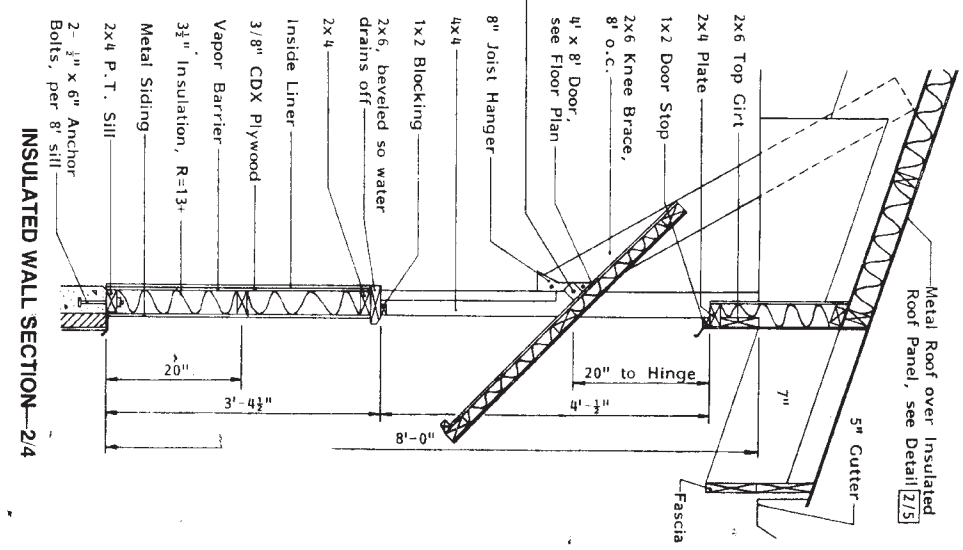 Metal Roof over Insulated
Roof Panel, see Detail 2/5
5" Gutter
2x6 Top Girt
2x4 Plate
1x2 Door Stop
2x6 Knee Brace,
8' o.c.
4' x 8' Door,
see Floor Plan
8" Joist Hanger
4x4
1x2 Blocking
2x6, beveled so water
drains off
2x4
Inside Liner
3/8" CDX Plywood
Vapor Barrier
3½" Insulation, R=13+
Metal Siding
2x4 P.T. Sill
2- ½" x 6" Anchor
Bolts, per 8' sill
7"
20" to Hinge
4'-½"
20"
3'-4½"
8'-0"
Fascia
INSULATED WALL SECTION—2/4